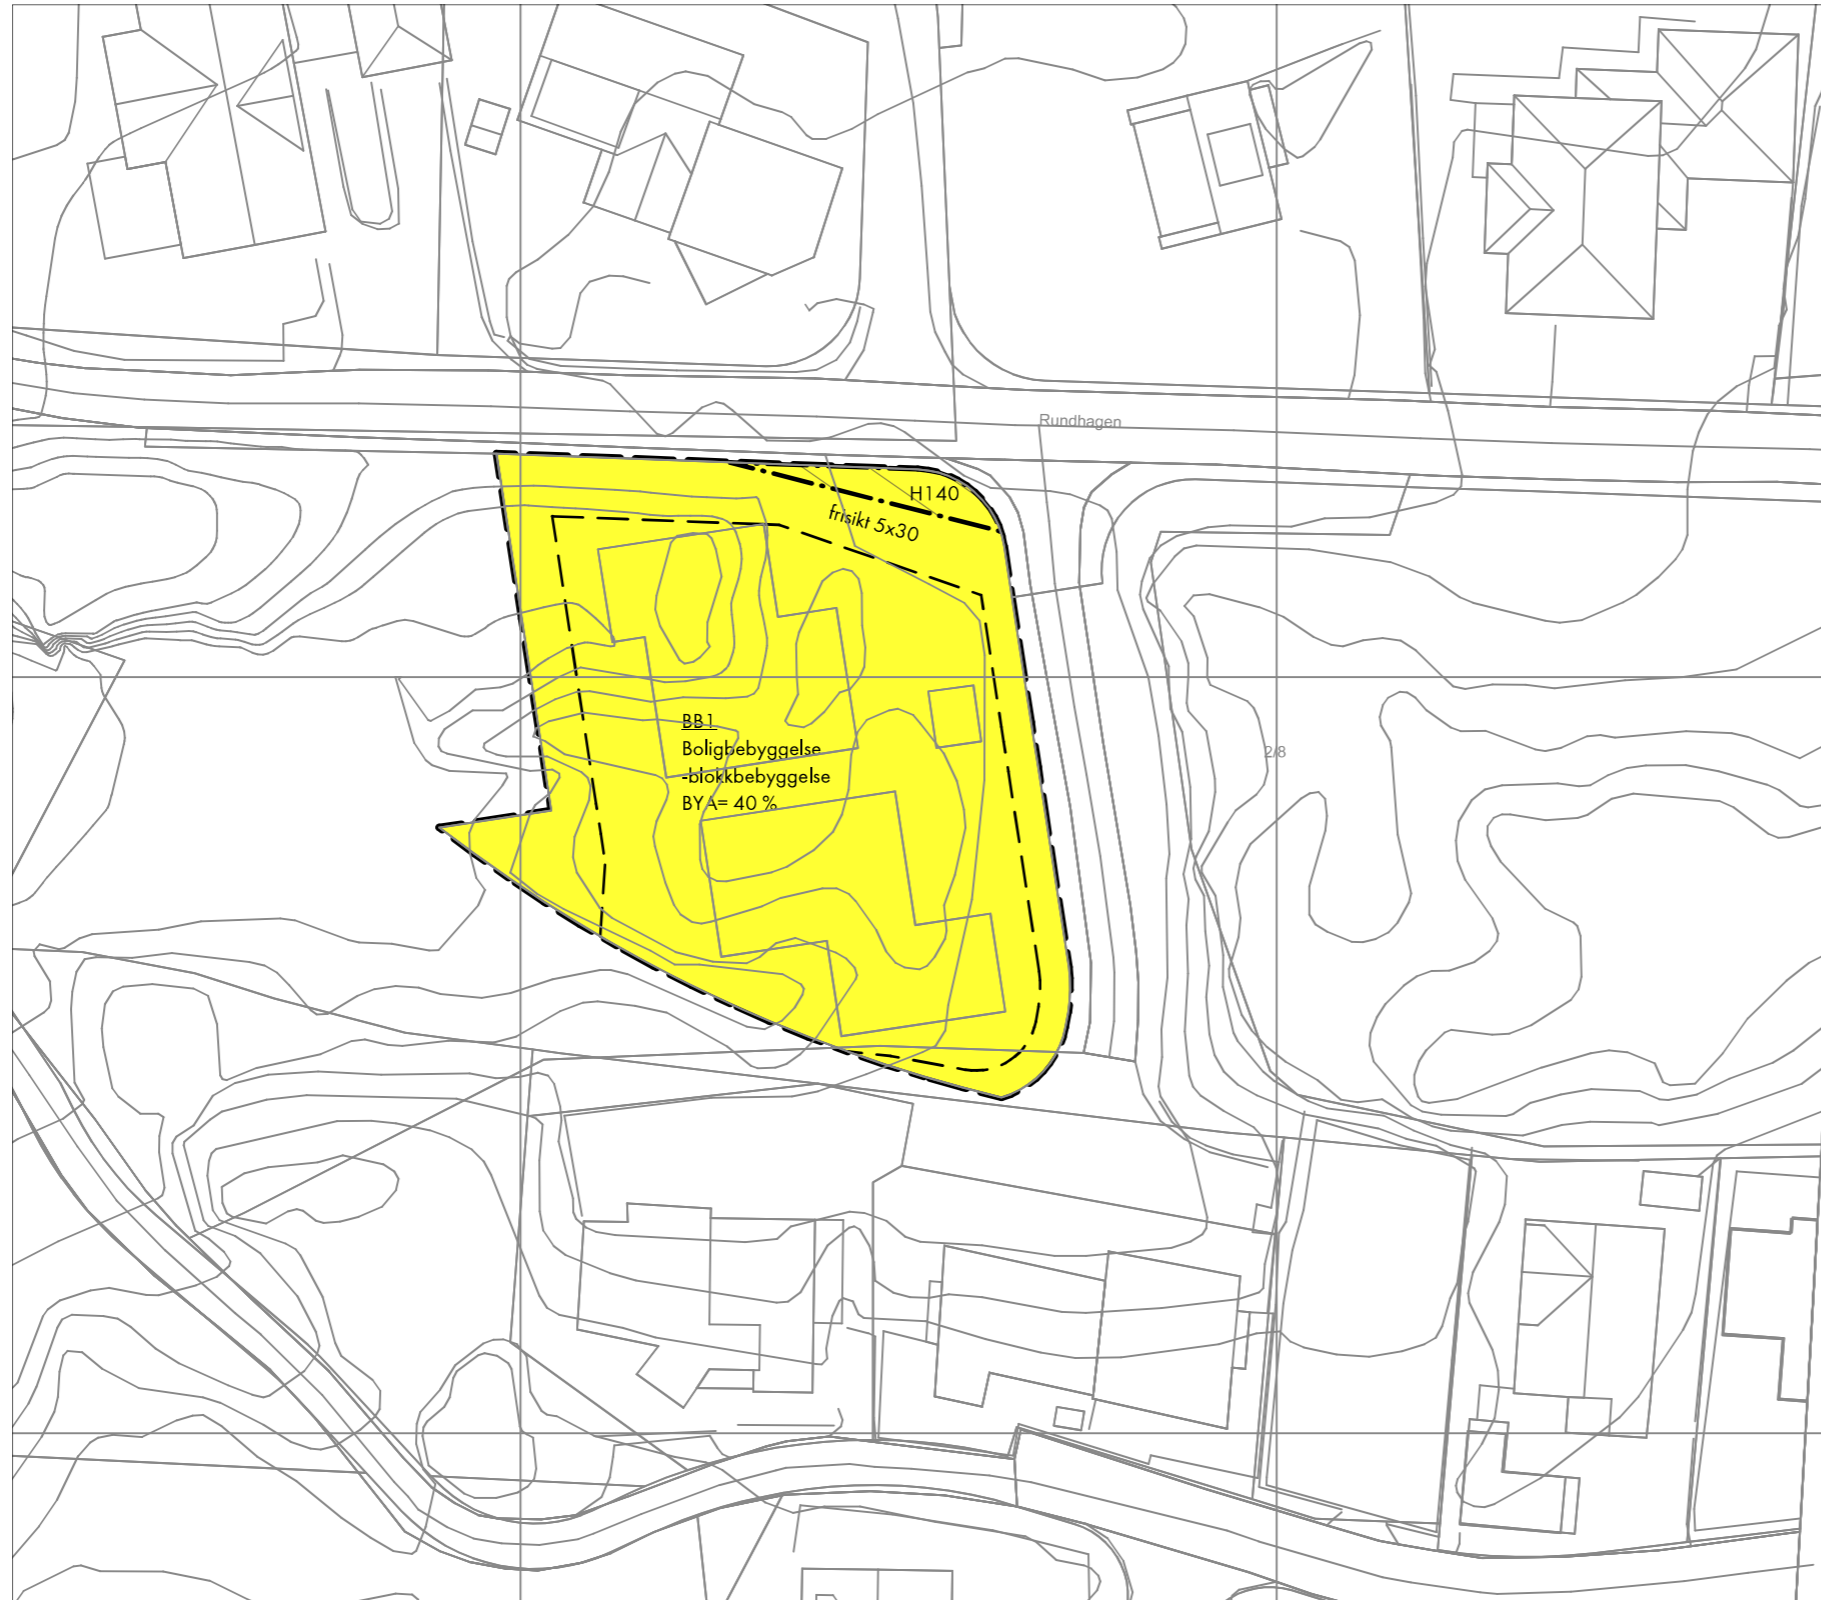 Rundhagen
H140
frisikt 5x30
BB1
Boligbebyggelse
-blokkbebyggelse
BYA= 40 %
2/8